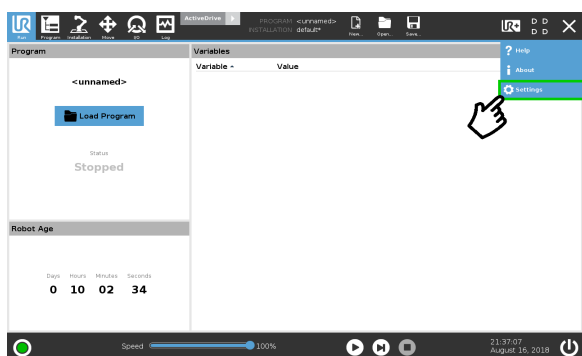 UR
Run
Program
Installation
Move
I/O
Log
ActiveDrive
PROGRAM <unnamed>
INSTALLATION default*
New...
Open...
Save...
UR+
D D
D D
Program
<unnamed>
Load Program
Status
Stopped
Variables
Variable
Value
? Help
i About
Settings
Robot Age
Days Hours Minutes Seconds
0 10 02 34
Speed
100%
21:37:07
August 16, 2018